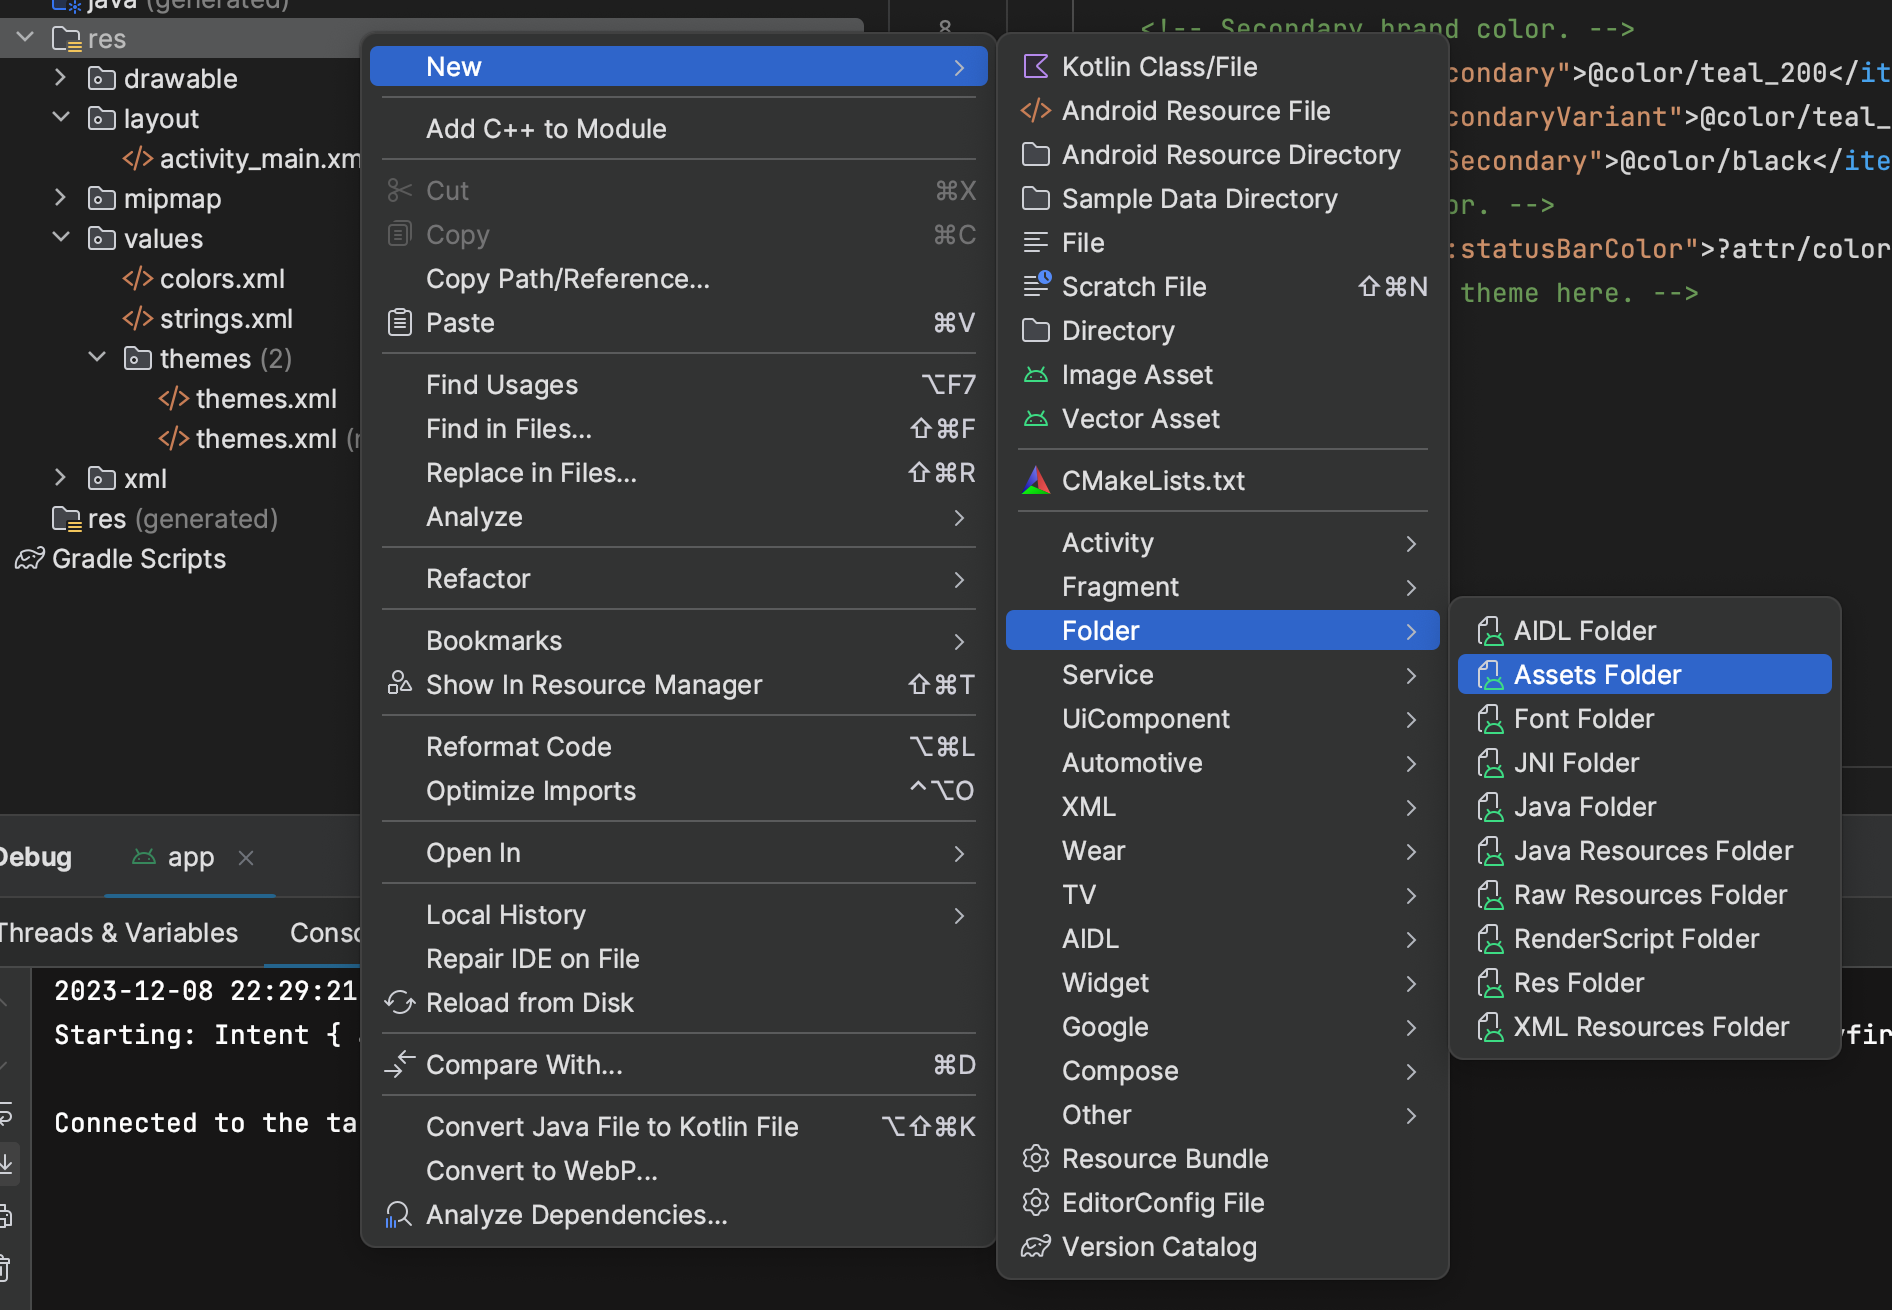 java (generated)
res
drawable
layout
activity_main.xm
mipmap
values
colors.xml
strings.xml
themes (2)
themes.xml
themes.xml (
xml
res (generated)
Gradle Scripts
New
Add C++ to Module
Cut ⌘X
Copy ⌘C
Copy Path/Reference...
Paste ⌘V
Find Usages ⌥F7
Find in Files... ⇧⌘F
Replace in Files... ⇧⌘R
Analyze
Refactor
Bookmarks
Show In Resource Manager ⇧⌘T
Reformat Code ⌥⌘L
Optimize Imports ^⌥O
Open In
Local History
Repair IDE on File
Reload from Disk
Compare With... ⌘D
Convert Java File to Kotlin File ⌥⇧⌘K
Convert to WebP...
Analyze Dependencies...
Kotlin Class/File
Android Resource File
Android Resource Directory
Sample Data Directory
File
Scratch File ⇧⌘N
Directory
Image Asset
Vector Asset
CMakeLists.txt
Activity
Fragment
Folder
Service
UiComponent
Automotive
XML
Wear
TV
AIDL
Widget
Google
Compose
Other
Resource Bundle
EditorConfig File
Version Catalog
AIDL Folder
Assets Folder
Font Folder
JNI Folder
Java Folder
Java Resources Folder
Raw Resources Folder
RenderScript Folder
Res Folder
XML Resources Folder
8
<!-- Secondary brand color. -->
condary">@color/teal_200</it
condaryVariant">@color/teal_
Secondary">@color/black</ite
or. -->
:statusBarColor">?attr/color
theme here. -->
Debug
app
Threads & Variables
Conso
2023-12-08 22:29:21
Starting: Intent {
yfir
Connected to the ta